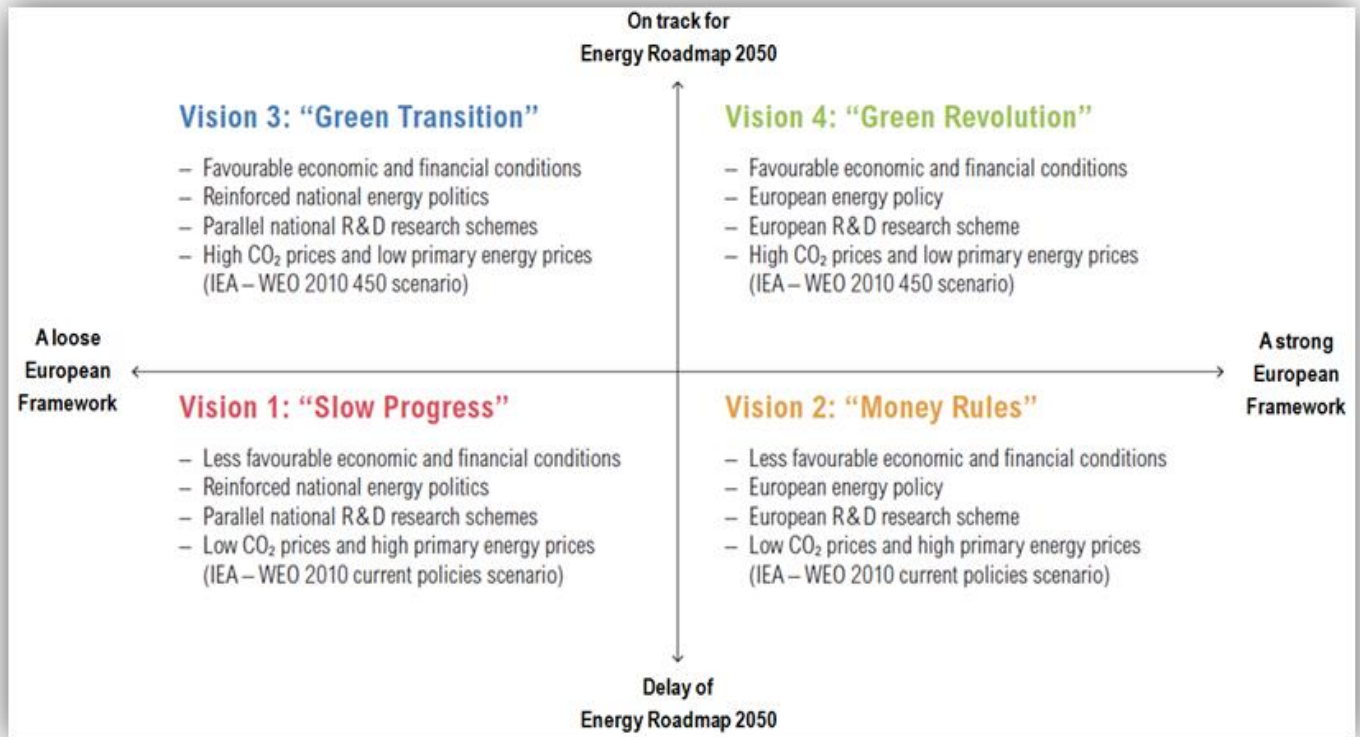 On track for
Energy Roadmap 2050
Vision 3: “Green Transition”
– Favourable economic and financial conditions
– Reinforced national energy politics
– Parallel national R&D research schemes
– High CO₂ prices and low primary energy prices
(IEA – WEO 2010 450 scenario)
Vision 4: “Green Revolution”
– Favourable economic and financial conditions
– European energy policy
– European R&D research scheme
– High CO₂ prices and low primary energy prices
(IEA – WEO 2010 450 scenario)
A loose
European
Framework
A strong
European
Framework
Vision 1: “Slow Progress”
– Less favourable economic and financial conditions
– Reinforced national energy politics
– Parallel national R&D research schemes
– Low CO₂ prices and high primary energy prices
(IEA – WEO 2010 current policies scenario)
Vision 2: “Money Rules”
– Less favourable economic and financial conditions
– European energy policy
– European R&D research scheme
– Low CO₂ prices and high primary energy prices
(IEA – WEO 2010 current policies scenario)
Delay of
Energy Roadmap 2050